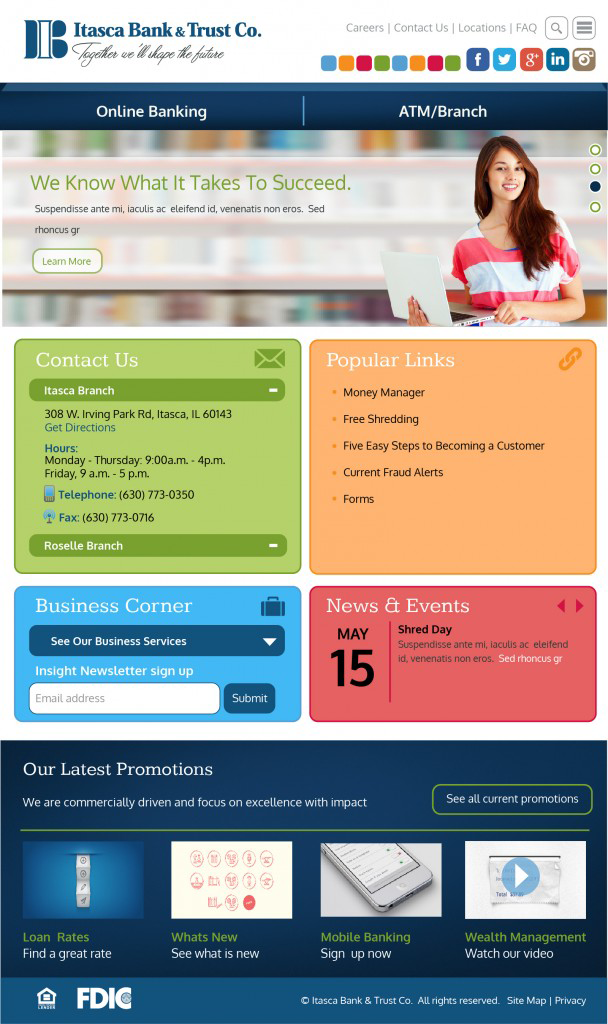 Itasca Bank & Trust Co.
Together we'll shape the future
Careers | Contact Us | Locations | FAQ
Online Banking
ATM/Branch
We Know What It Takes To Succeed.
Suspendisse ante mi, iaculis ac eleifend id, venenatis non eros. Sed
rhoncus gr
Learn More
Contact Us
Itasca Branch
308 W. Irving Park Rd, Itasca, IL 60143
Get Directions
Hours:
Monday - Thursday: 9:00a.m. - 4p.m.
Friday, 9 a.m. - 5 p.m.
Telephone: (630) 773-0350
Fax: (630) 773-0716
Roselle Branch
Popular Links
Money Manager
Free Shredding
Five Easy Steps to Becoming a Customer
Current Fraud Alerts
Forms
Business Corner
See Our Business Services
Insight Newsletter sign up
Email address
Submit
News & Events
MAY
15
Shred Day
Suspendisse ante mi, iaculis ac eleifend
id, venenatis non eros. Sed rhoncus gr
Our Latest Promotions
We are commercially driven and focus on excellence with impact
See all current promotions
Loan Rates
Find a great rate
Whats New
See what is new
Mobile Banking
Sign up now
Wealth Management
Watch our video
FDIC
© Itasca Bank & Trust Co. All rights reserved. Site Map | Privacy